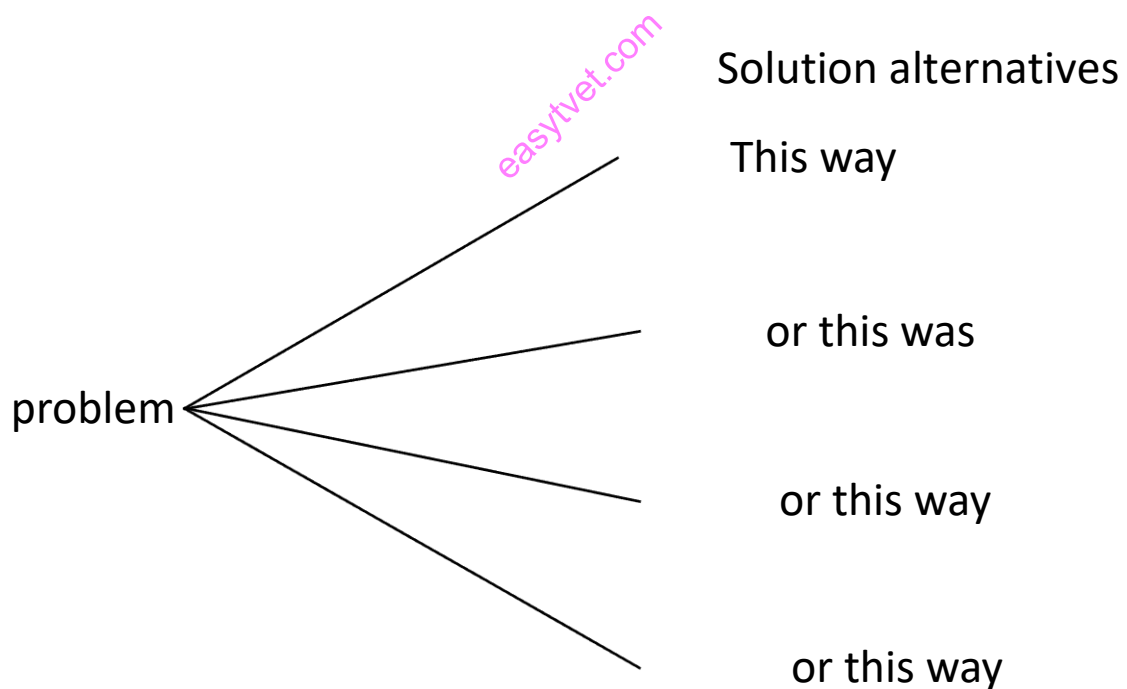 easytvet.com
Solution alternatives
This way
or this was
problem
or this way
or this way